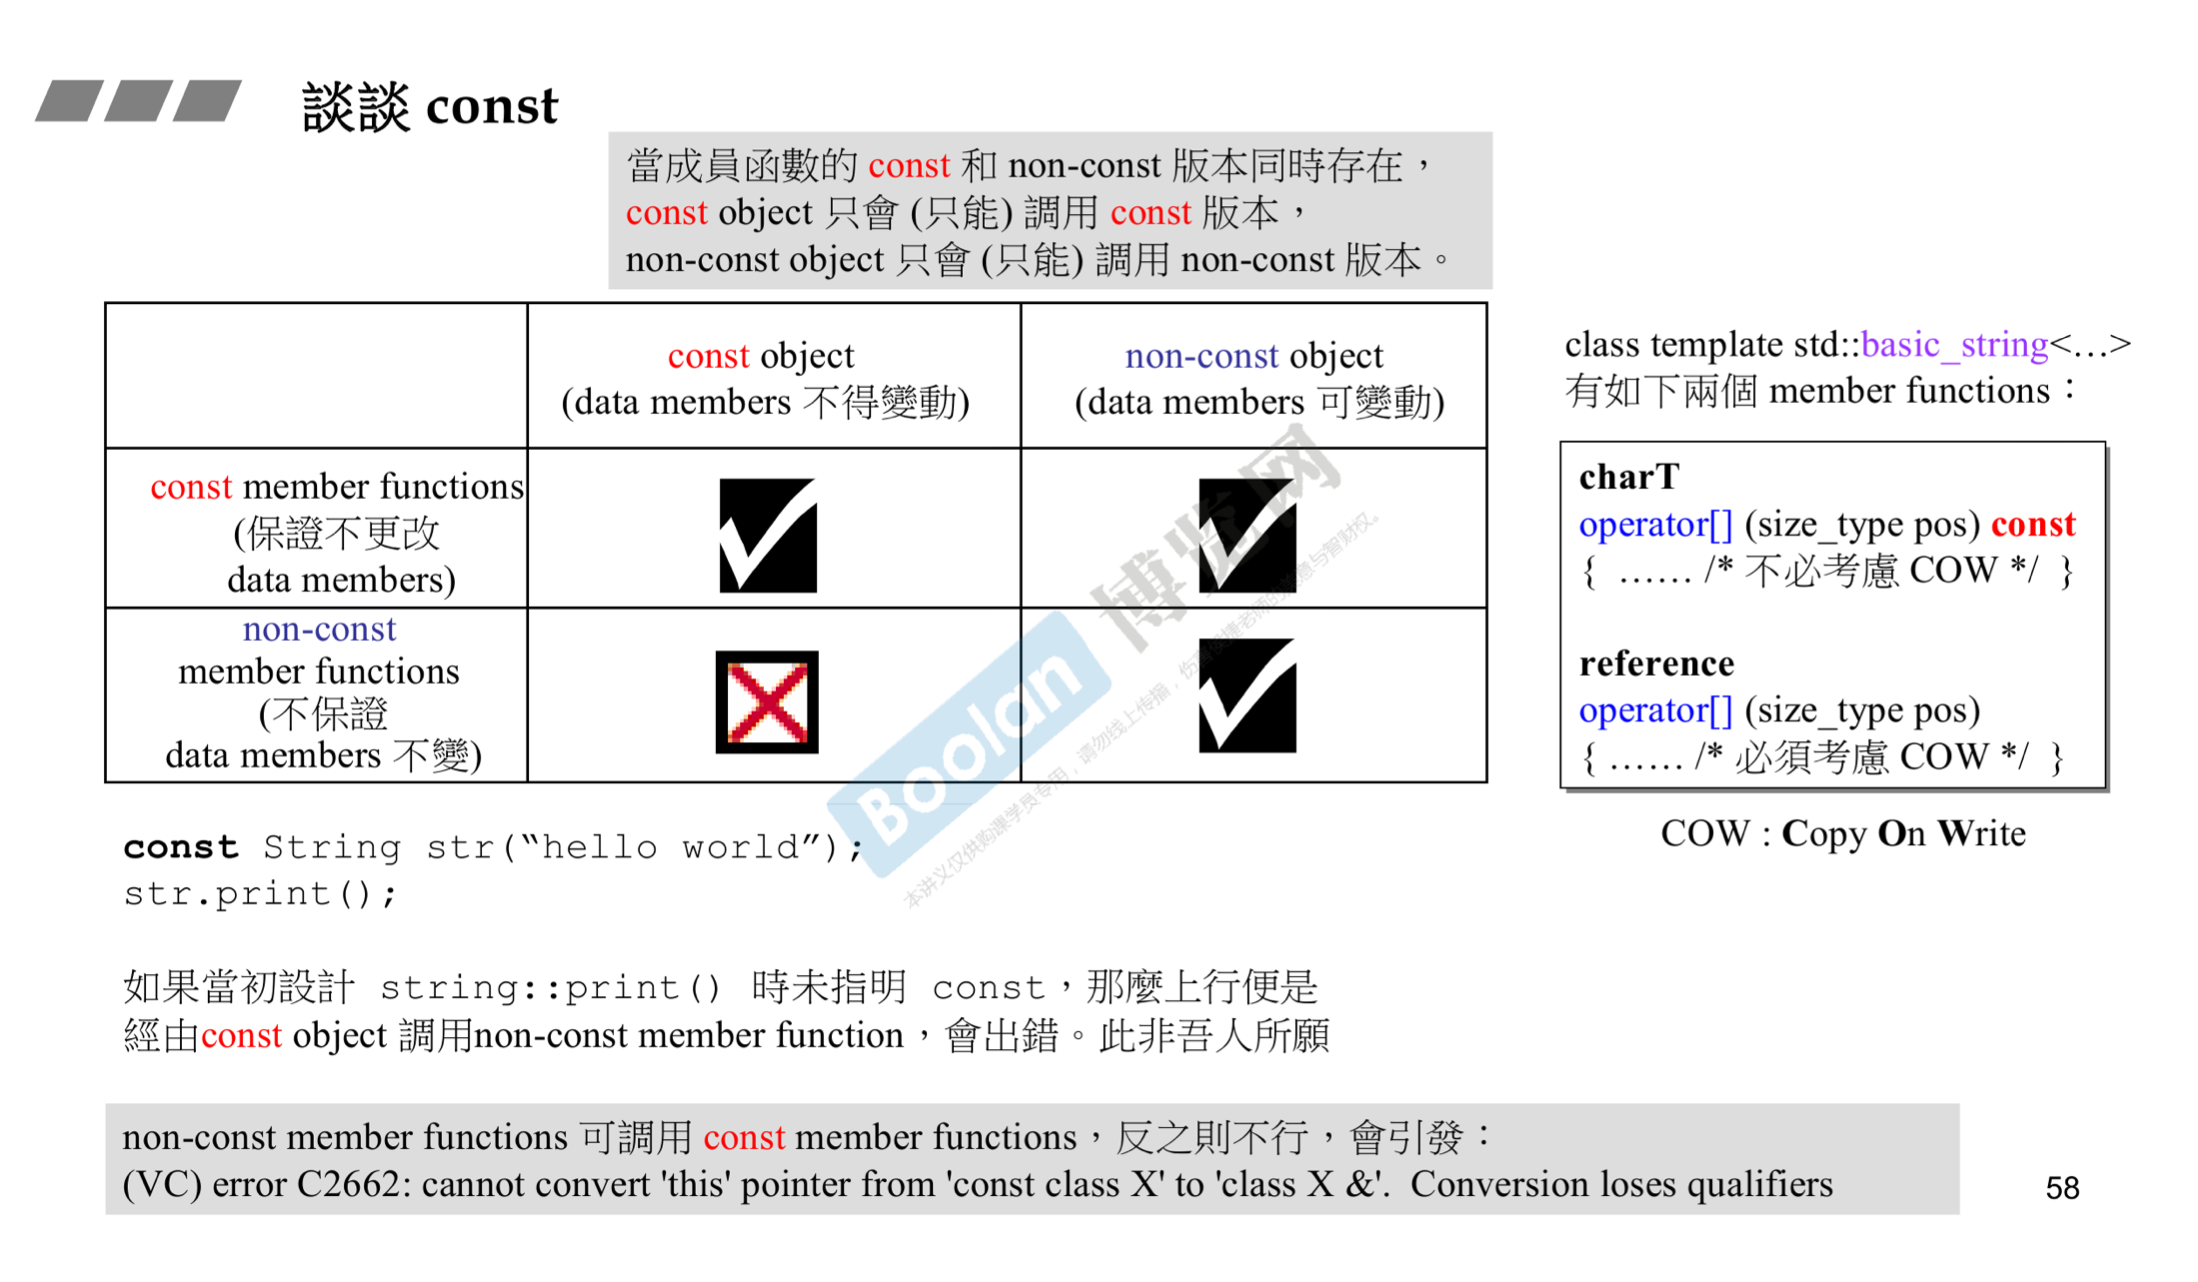 談談 const
當成員函數的 const 和 non-const 版本同時存在，
const object 只會 (只能) 調用 const 版本，
non-const object 只會 (只能) 調用 non-const 版本。
const object
(data members 不得變動)
non-const object
(data members 可變動)
const member functions
(保證不更改
data members)
non-const
member functions
(不保證
data members 不變)
class template std::basic_string<…>
有如下兩個 member functions：
charT
operator[] (size_type pos) const
{ …… /* 不必考慮 COW */ }
reference
operator[] (size_type pos)
{ …… /* 必須考慮 COW */ }
COW : Copy On Write
const String str(“hello world”);
str.print();
如果當初設計 string::print() 時未指明 const，那麼上行便是
經由const object 調用non-const member function，會出錯。此非吾人所願
non-const member functions 可調用 const member functions，反之則不行，會引發：
(VC) error C2662: cannot convert 'this' pointer from 'const class X' to 'class X &'. Conversion loses qualifiers
58
Boolan 博览网
本讲义仅供购课学员专用，请勿线上传播，伤害侯捷老师的